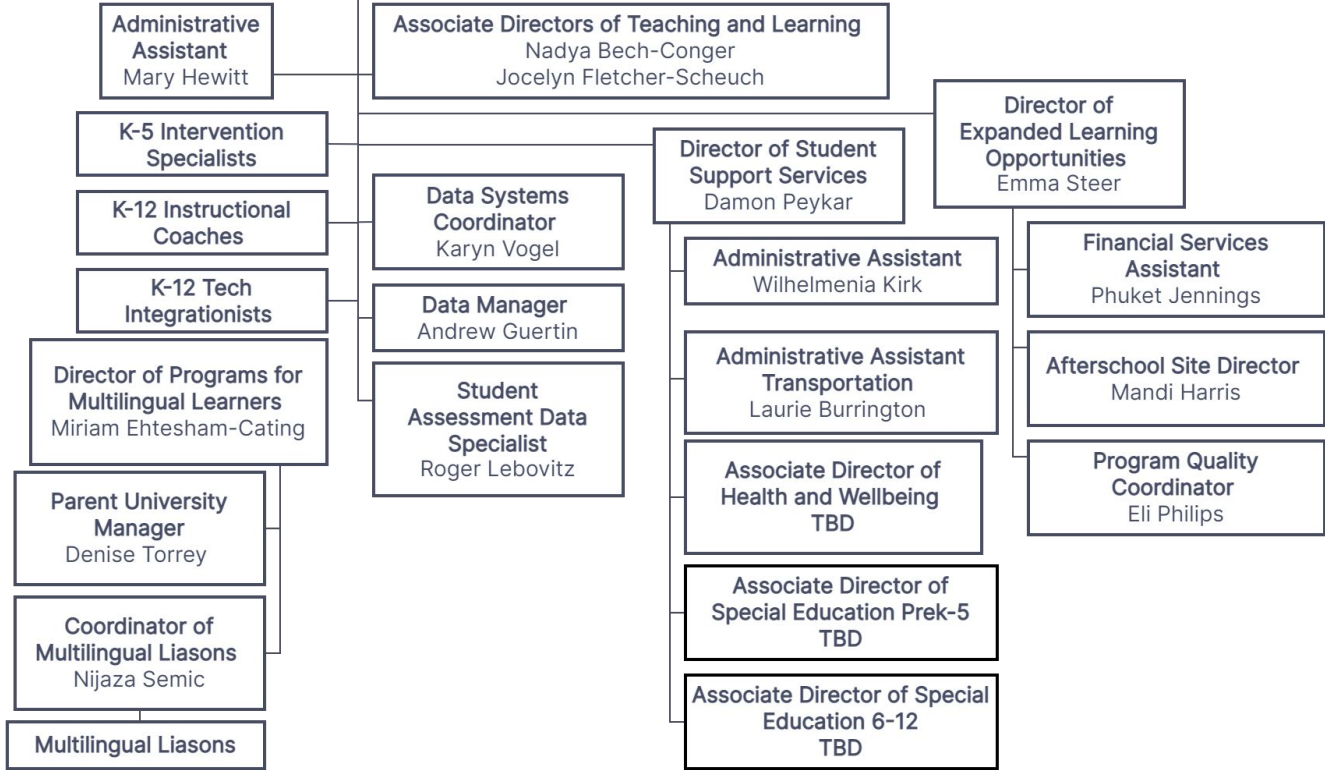 Administrative
Assistant
Mary Hewitt
Associate Directors of Teaching and Learning
Nadya Bech-Conger
Jocelyn Fletcher-Scheuch
Director of
Expanded Learning
Opportunities
Emma Steer
K-5 Intervention
Specialists
Director of Student
Support Services
Damon Peykar
K-12 Instructional
Coaches
Data Systems
Coordinator
Karyn Vogel
Administrative Assistant
Wilhelmenia Kirk
Financial Services
Assistant
Phuket Jennings
K-12 Tech
Integrationists
Data Manager
Andrew Guertin
Administrative Assistant
Transportation
Laurie Burrington
Afterschool Site Director
Mandi Harris
Director of Programs for
Multilingual Learners
Miriam Ehtesham-Cating
Student
Assessment Data
Specialist
Roger Lebovitz
Associate Director of
Health and Wellbeing
TBD
Program Quality
Coordinator
Eli Philips
Parent University
Manager
Denise Torrey
Associate Director of
Special Education Prek-5
TBD
Coordinator of
Multilingual Liasons
Nijaza Semic
Associate Director of Special
Education 6-12
TBD
Multilingual Liasons